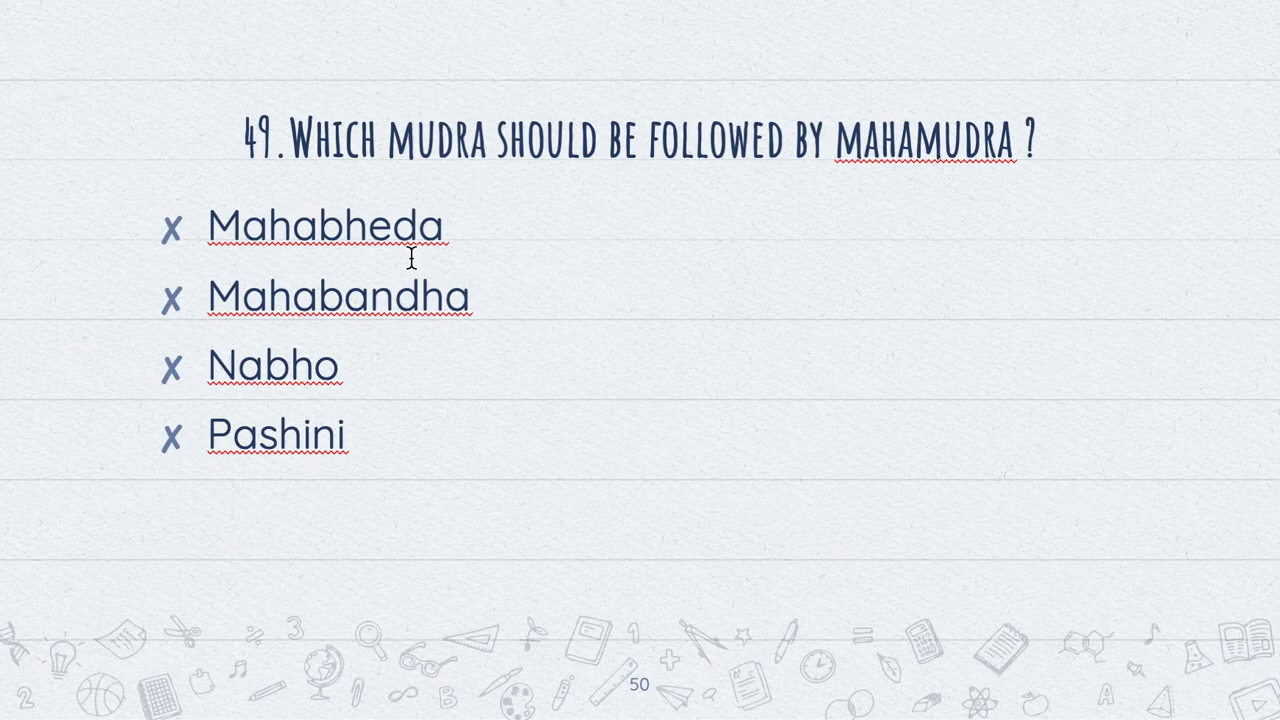 49. Which mudra should be followed by mahamudra ?
✗ Mahabheda
✗ Mahabandha
✗ Nabho
✗ Pashini
50